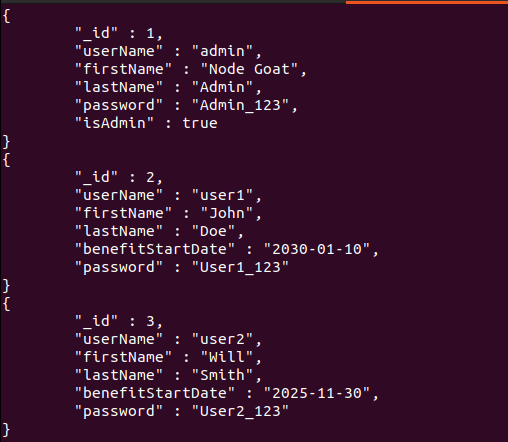 {
"_id" : 1,
"userName" : "admin",
"firstName" : "Node Goat",
"lastName" : "Admin",
"password" : "Admin_123",
"isAdmin" : true
}
{
"_id" : 2,
"userName" : "user1",
"firstName" : "John",
"lastName" : "Doe",
"benefitStartDate" : "2030-01-10",
"password" : "User1_123"
}
{
"_id" : 3,
"userName" : "user2",
"firstName" : "Will",
"lastName" : "Smith",
"benefitStartDate" : "2025-11-30",
"password" : "User2_123"
}